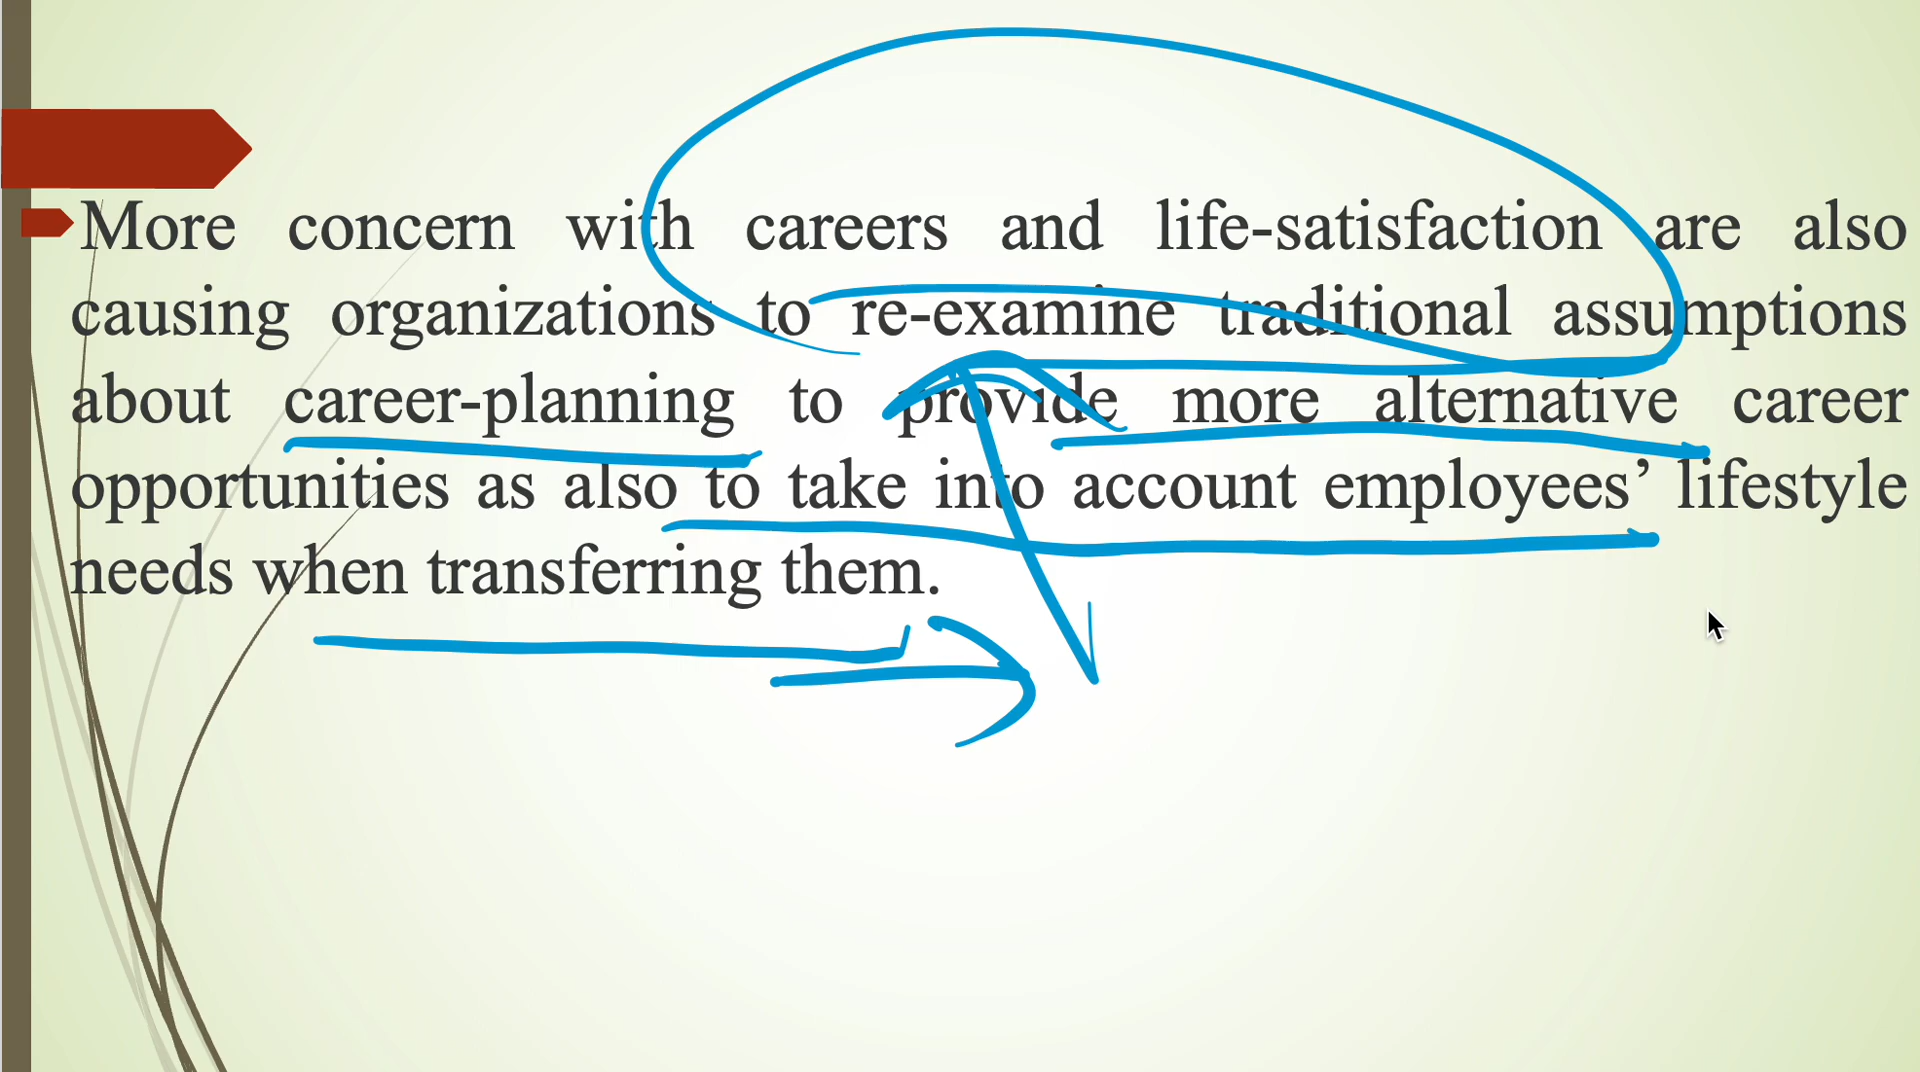 More concern with careers and life-satisfaction are also
causing organizations to re-examine traditional assumptions
about career-planning to provide more alternative career
opportunities as also to take into account employees’ lifestyle
needs when transferring them.